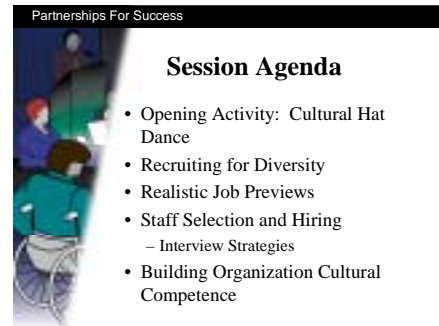 Partnerships For Success
Session Agenda
• Opening Activity: Cultural Hat
Dance
• Recruiting for Diversity
• Realistic Job Previews
• Staff Selection and Hiring
– Interview Strategies
• Building Organization Cultural
Competence